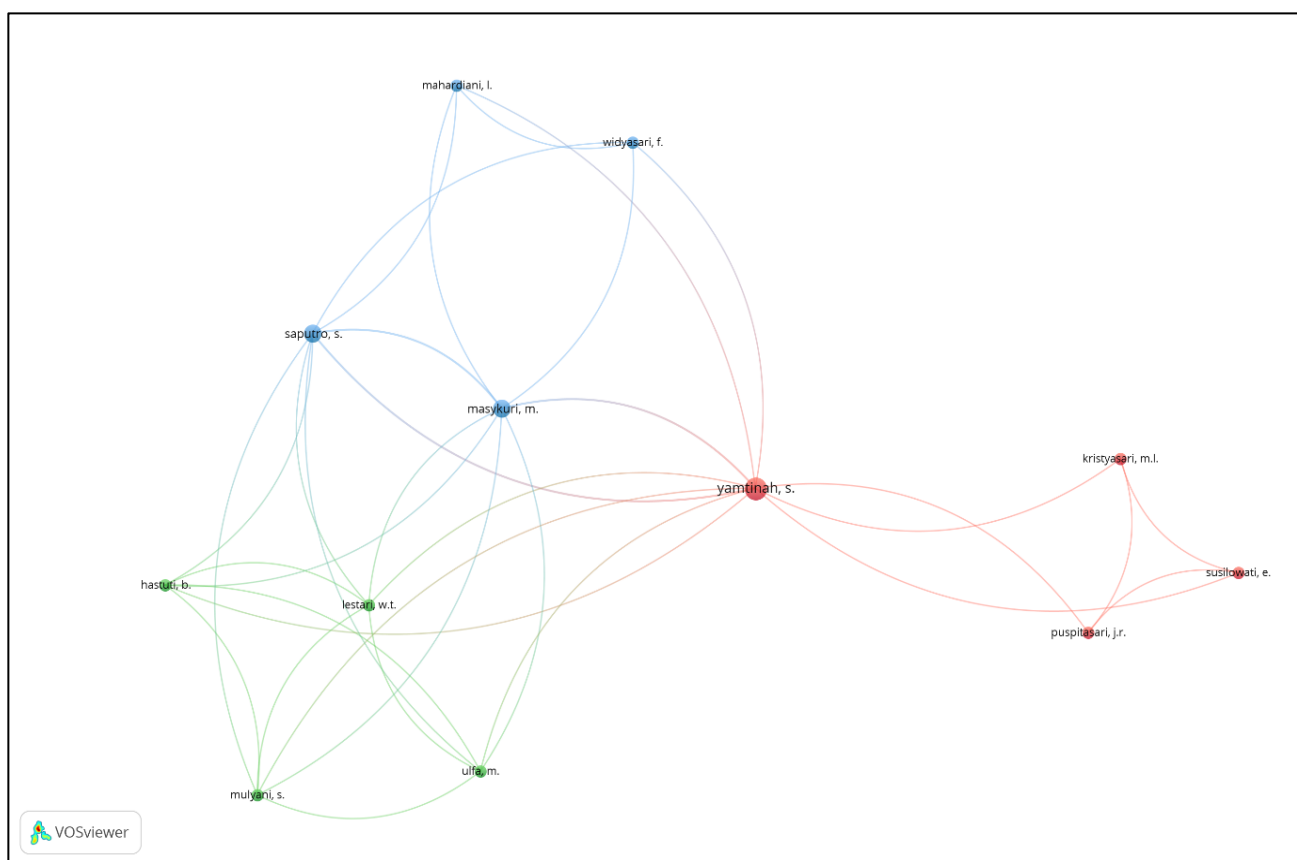 mahardiani, l.
widyasari, f.
saputro, s.
masykuri, m.
kristyasari, m.l.
yamtinah, s.
susilowati, e.
hastuti, b.
lestari, w.t.
puspitasari, j.r.
ulfa, m.
mulyani, s.
VOSviewer